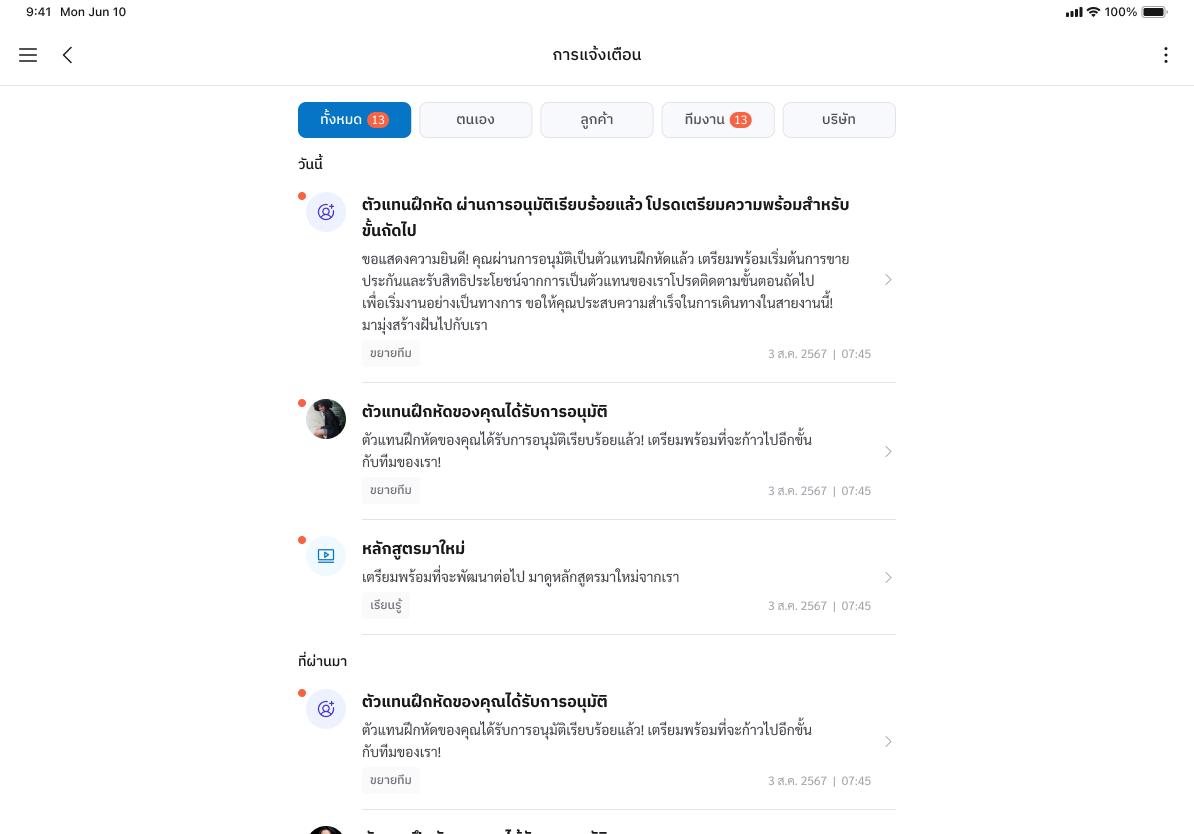 9:41 Mon Jun 10
100%
การแจ้งเตือน
ทั้งหมด 13
ตนเอง
ลูกค้า
ทีมงาน 13
บริษัท
วันนี้
ตัวแทนฝึกหัด ผ่านการอนุมัติเรียบร้อยแล้ว โปรดเตรียมความพร้อมสำหรับ
ขั้นถัดไป
ขอแสดงความยินดี! คุณผ่านการอนุมัติเป็นตัวแทนฝึกหัดแล้ว เตรียมพร้อมเริ่มต้นการขาย
ประกันและรับสิทธิประโยชน์จากการเป็นตัวแทนของเราโปรดติดตามขั้นตอนถัดไป
เพื่อเริ่มงานอย่างเป็นทางการ ขอให้คุณประสบความสำเร็จในการเดินทางในสายงานนี้!
มามุ่งสร้างฝันไปกับเรา
ขยายทีม
3 ส.ค. 2567 | 07:45
ตัวแทนฝึกหัดของคุณได้รับการอนุมัติ
ตัวแทนฝึกหัดของคุณได้รับการอนุมัติเรียบร้อยแล้ว! เตรียมพร้อมที่จะก้าวไปอีกขั้น
กับทีมของเรา!
ขยายทีม
3 ส.ค. 2567 | 07:45
หลักสูตรมาใหม่
เตรียมพร้อมที่จะพัฒนาต่อไป มาดูหลักสูตรมาใหม่จากเรา
เรียนรู้
3 ส.ค. 2567 | 07:45
ที่ผ่านมา
ตัวแทนฝึกหัดของคุณได้รับการอนุมัติ
ตัวแทนฝึกหัดของคุณได้รับการอนุมัติเรียบร้อยแล้ว! เตรียมพร้อมที่จะก้าวไปอีกขั้น
กับทีมของเรา!
ขยายทีม
3 ส.ค. 2567 | 07:45